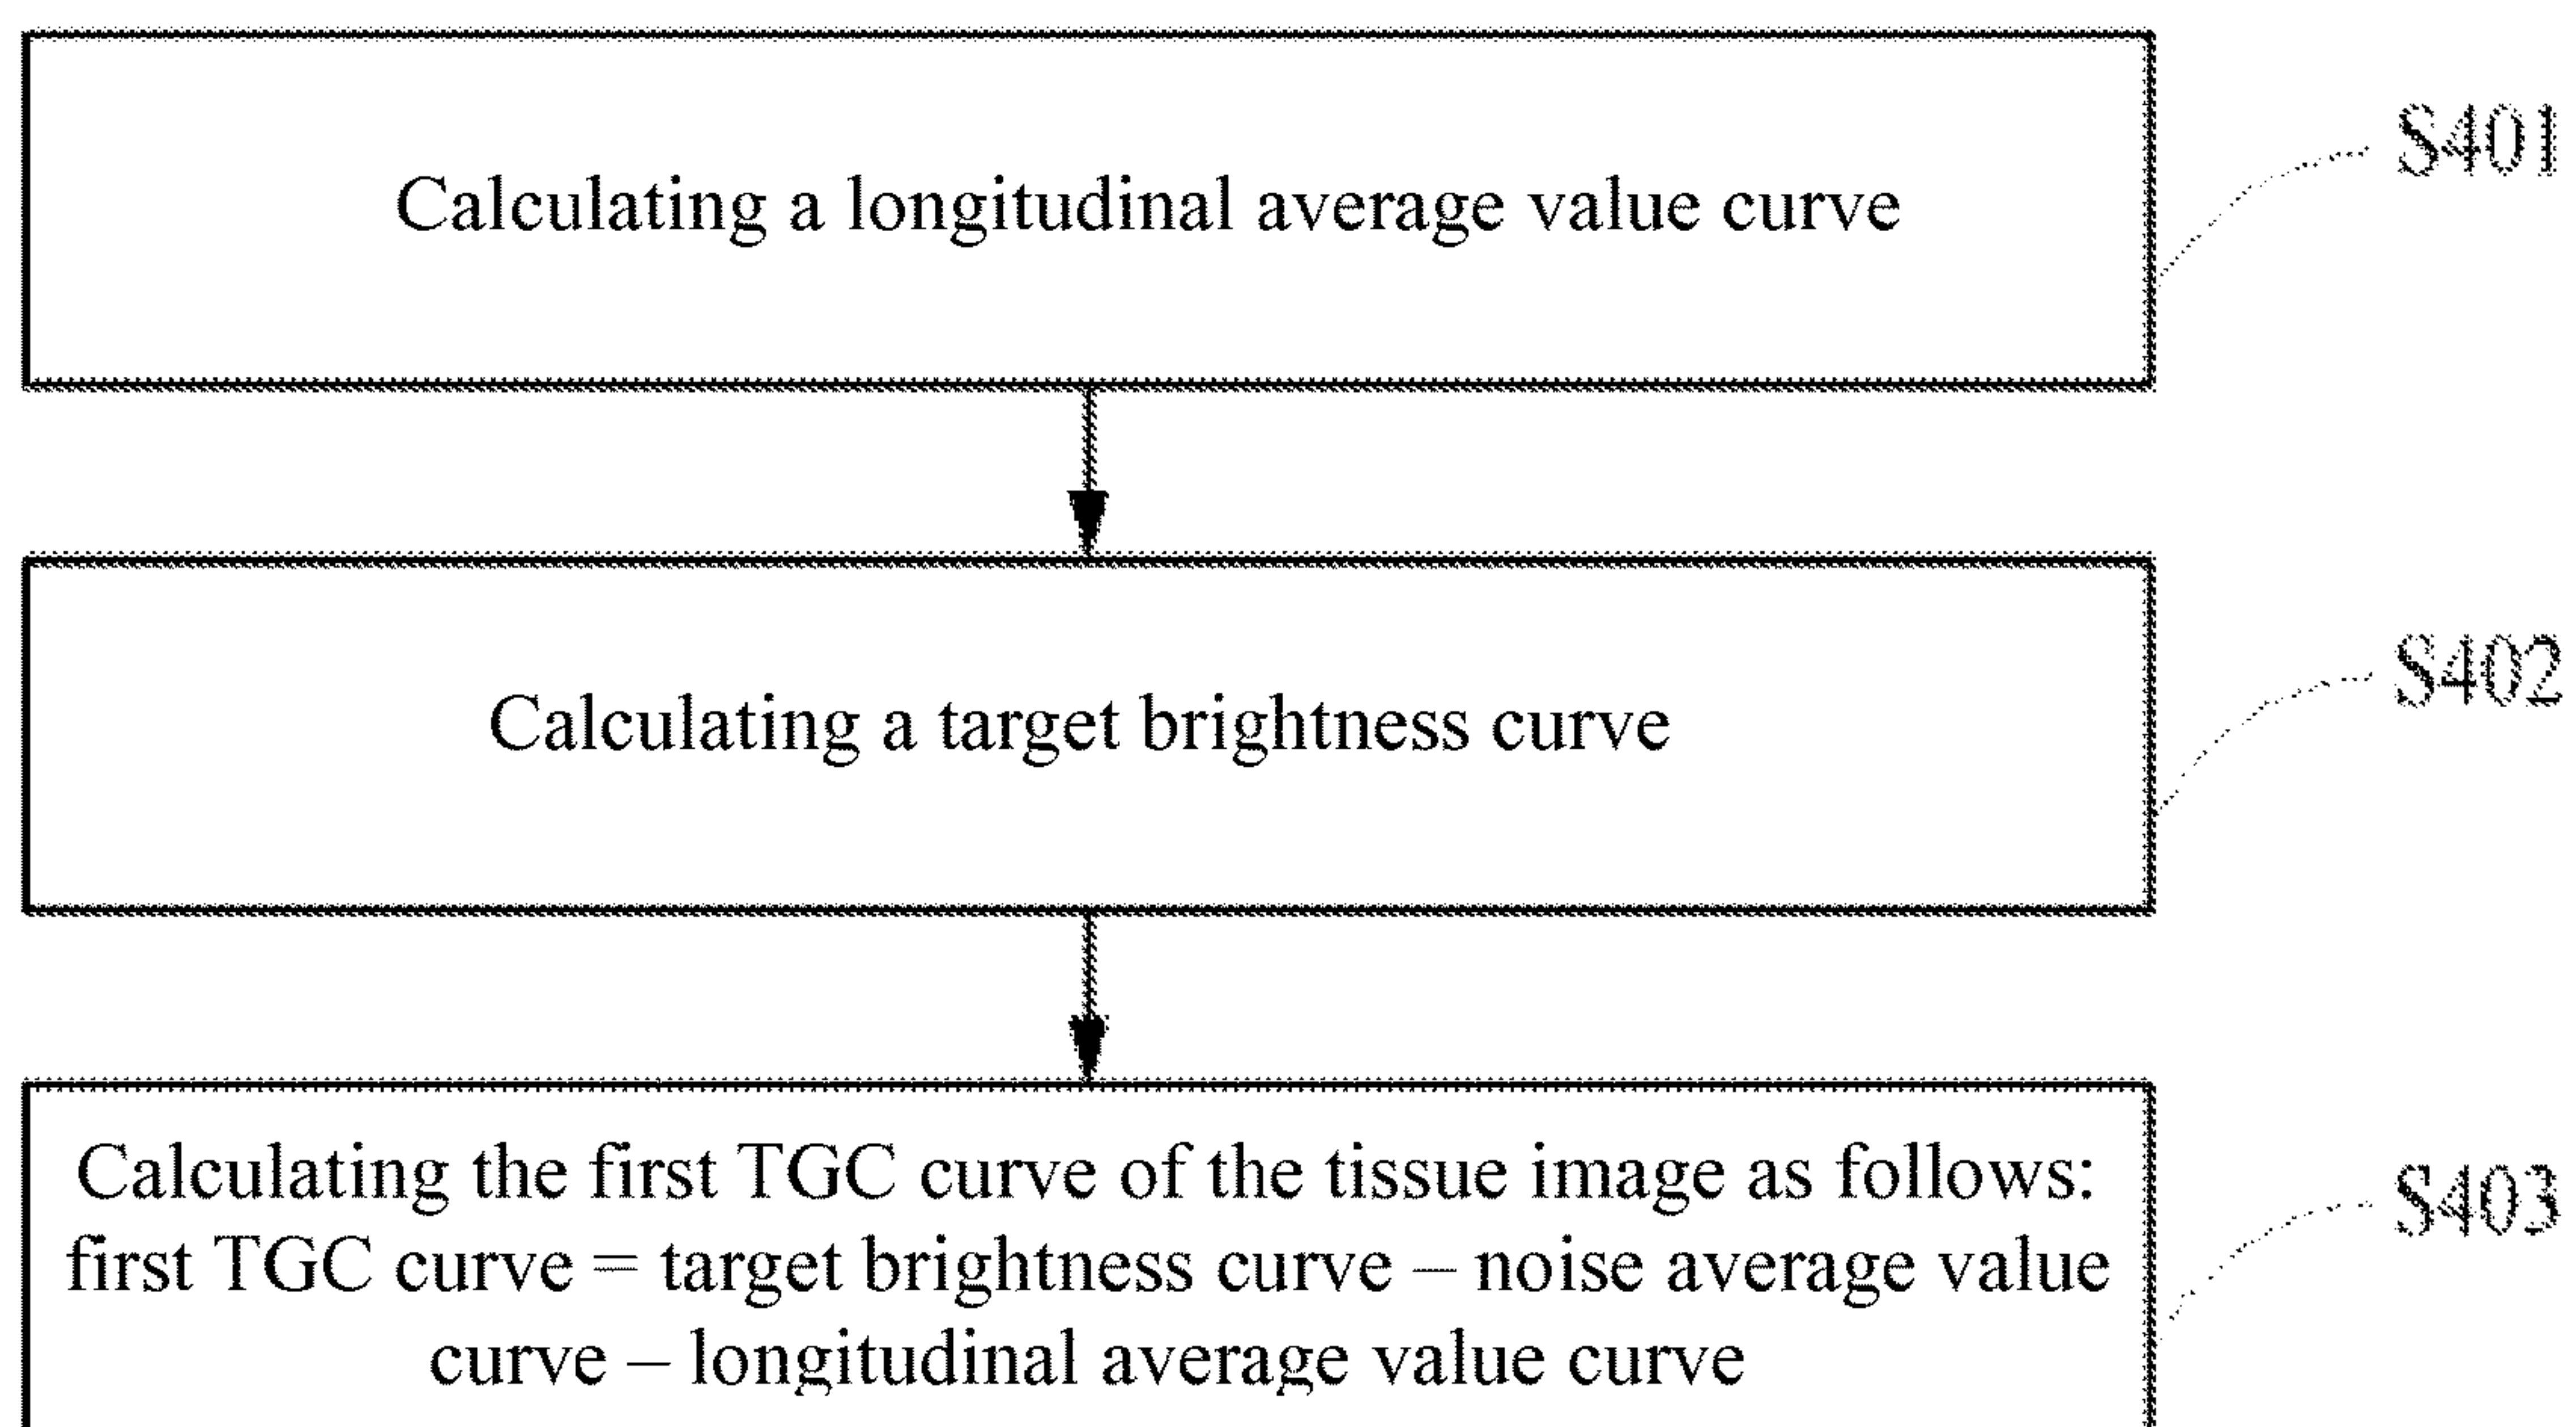 Calculating a longitudinal average value curve
S401
Calculating a target brightness curve
S402
Calculating the first TGC curve of the tissue image as follows:
first TGC curve = target brightness curve – noise average value
curve – longitudinal average value curve
S403